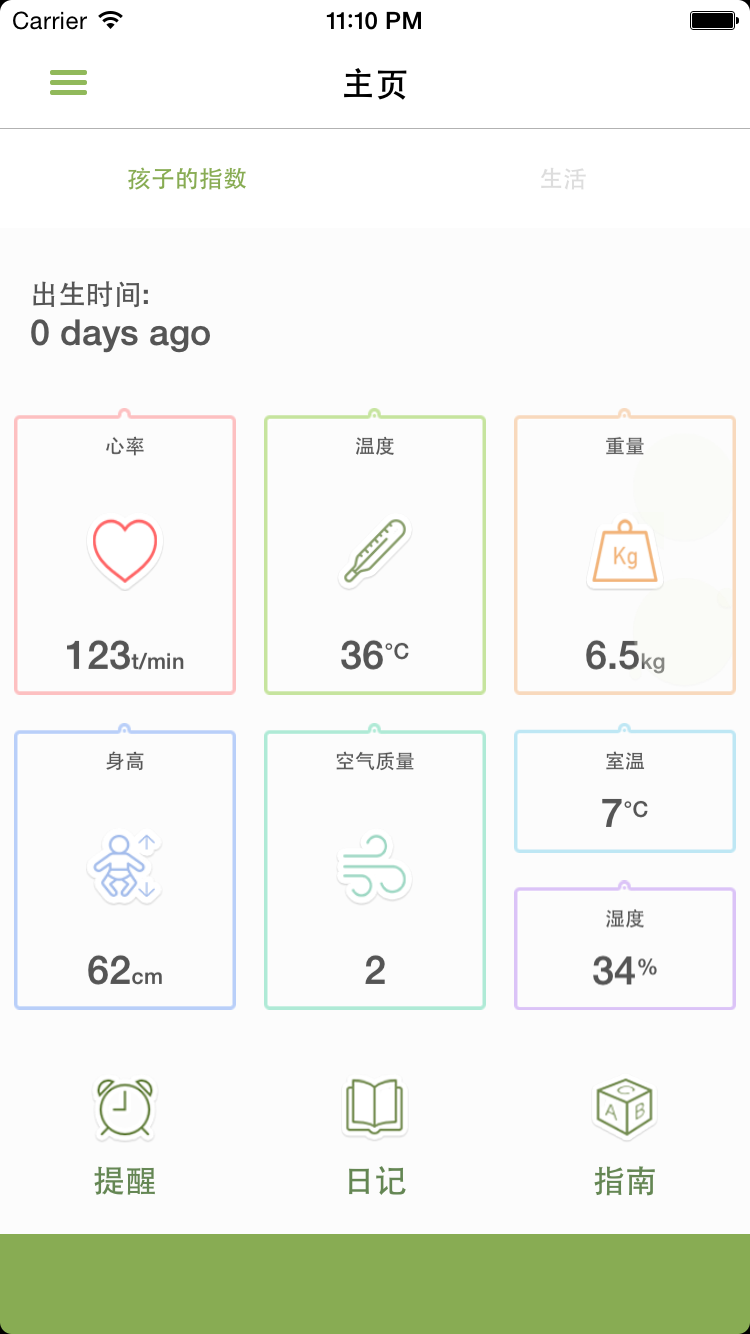 Carrier 11:10 PM
主页
孩子的指数 生活
出生时间:
0 days ago
心率 温度 重量
Kg
123t/min 36°C 6.5kg
身高 空气质量 室温
7°C
湿度
62cm 2 34%
C
A B
提醒 日记 指南